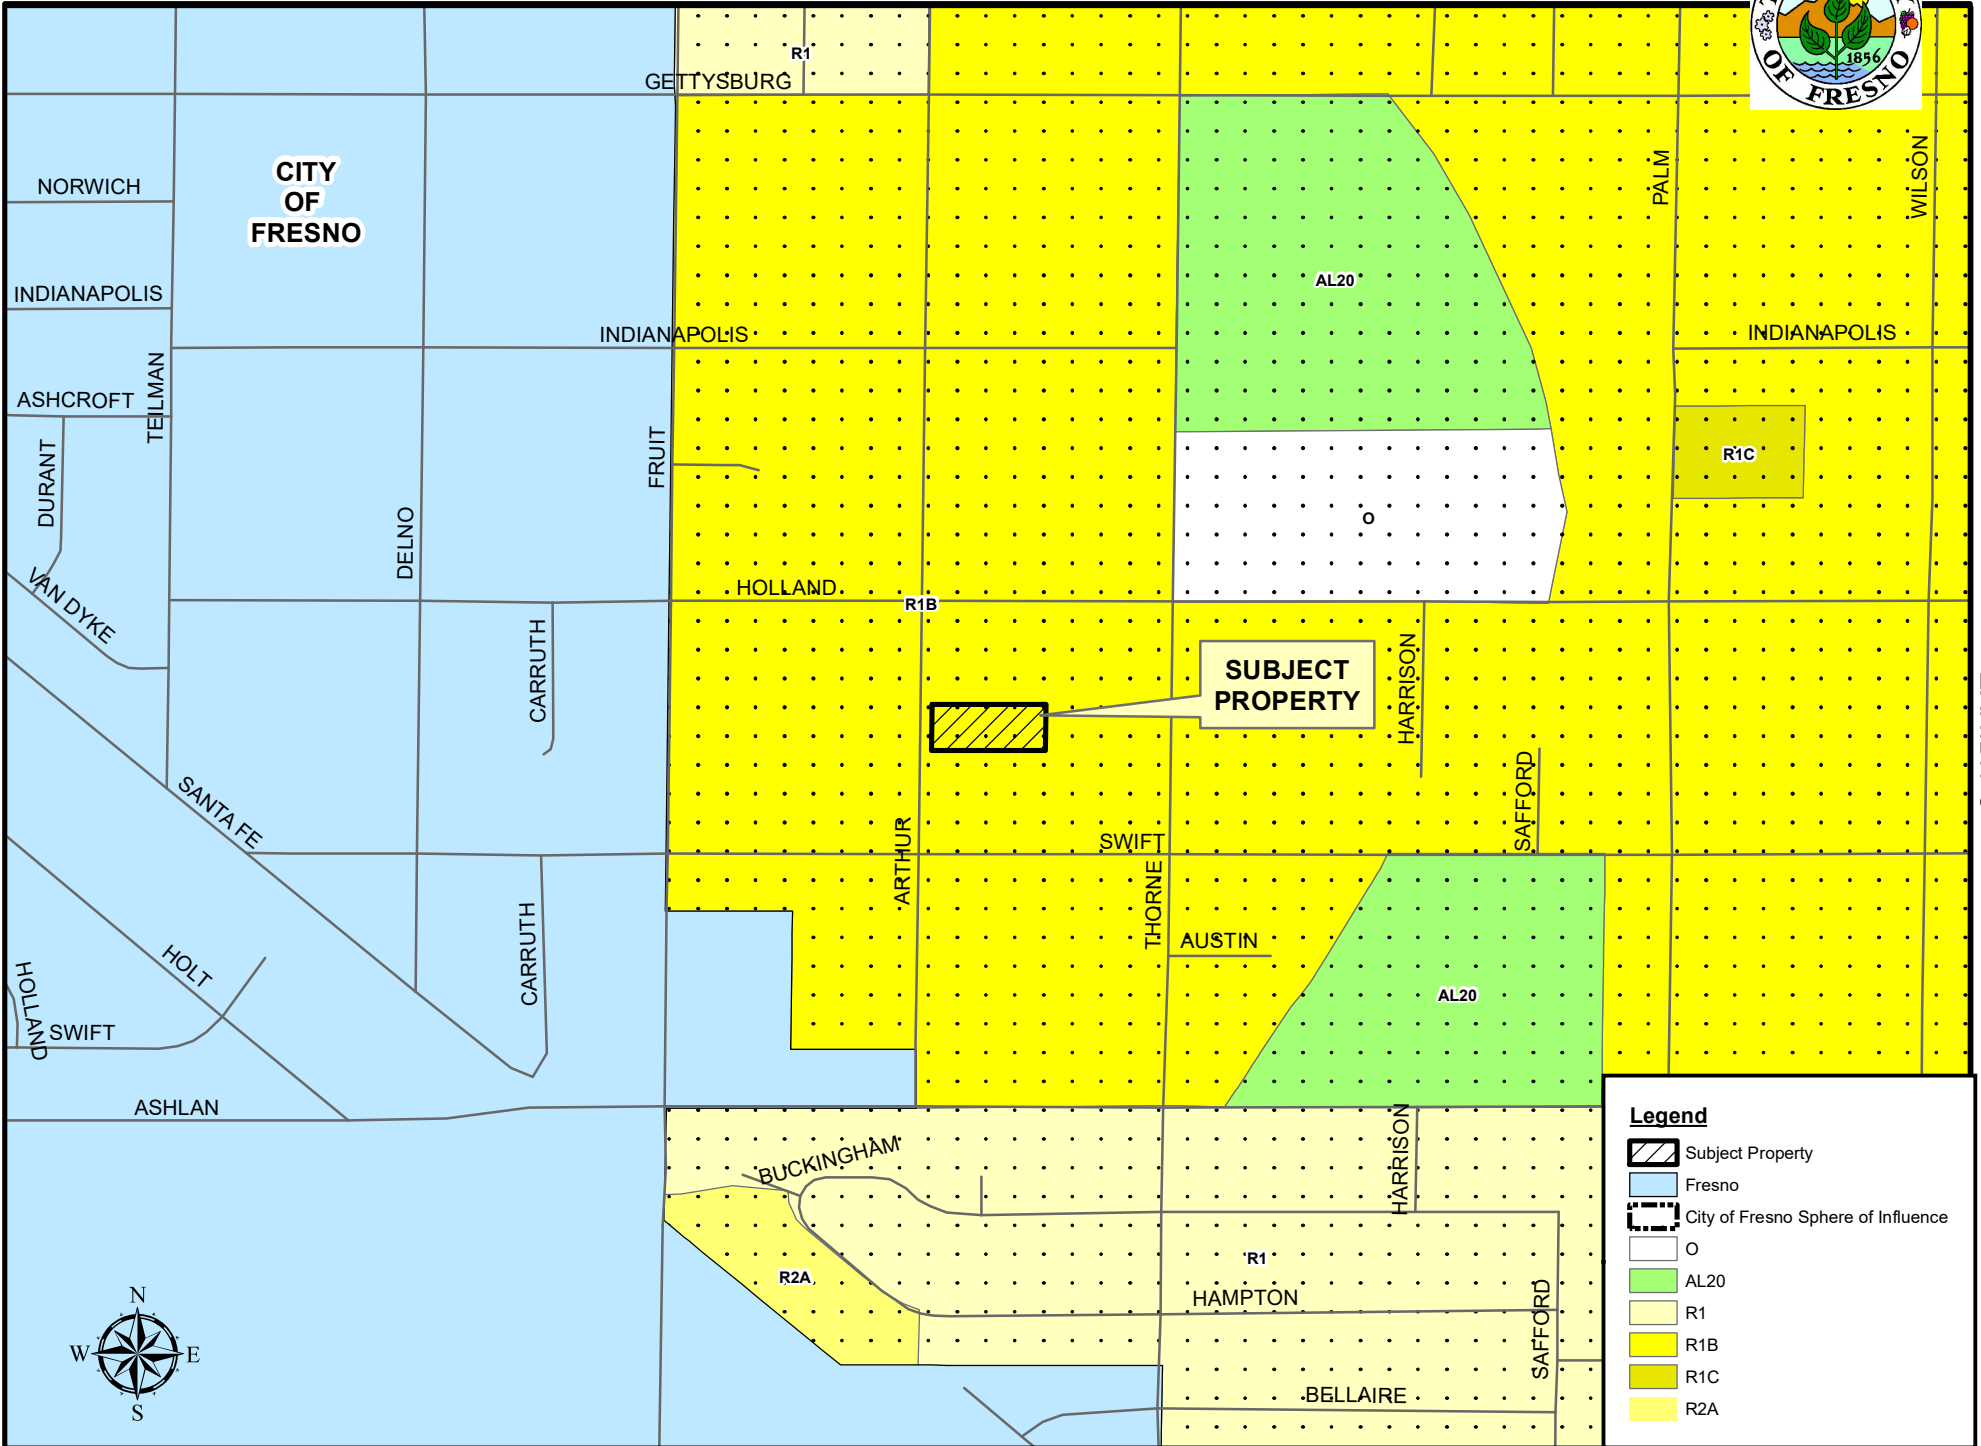 R1
GETTYSBURG
1856
OF FRESNO
NORWICH
CITY
OF
FRESNO
PALM
WILSON
INDIANAPOLIS
AL20
INDIANAPOLIS
INDIANAPOLIS
ASHCROFT
TEILMAN
DURANT
FRUIT
R1C
DELNO
O
VAN DYKE
HOLLAND
R1B
CARRUTH
HARRISON
SUBJECT
PROPERTY
SANTA FE
SAFFORD
ARTHUR
SWIFT
THORNE
AUSTIN
HOLT
CARRUTH
HOLLAND
SWIFT
AL20
ASHLAN
BUCKINGHAM
HARRISON
R1
R2A
HAMPTON
SAFFORD
BELLAIRE
N
W
E
S
Legend
Subject Property
Fresno
City of Fresno Sphere of Influence
O
AL20
R1
R1B
R1C
R2A